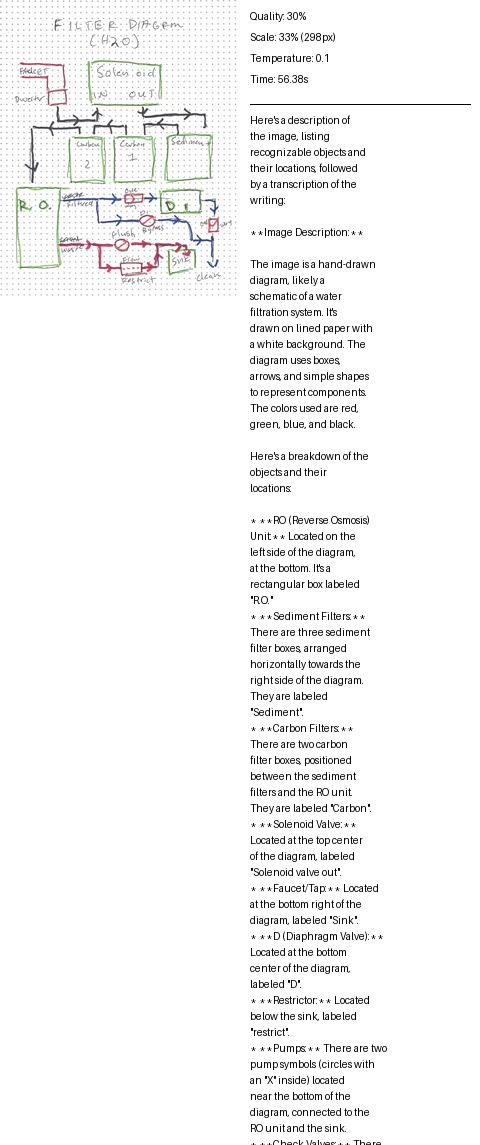 FILTER DIAGRAM
(H2O)
FAUCET
Solenoid
IN OUT
Carbon
2
Carbon
1
Sediment
R.O.
D I
Flush
Bypass
Flow
Restrict
Sink
Clean
Quality: 30%
Scale: 33% (298px)
Temperature: 0.1
Time: 56.38s
Here's a description of
the image, listing
recognizable objects and
their locations, followed
by a transcription of the
writing:
**Image Description:**
The image is a hand-drawn
diagram, likely a
schematic of a water
filtration system. It's
drawn on lined paper with
a white background. The
diagram uses boxes,
arrows, and simple shapes
to represent components.
The colors used are red,
green, blue, and black.
Here's a breakdown of the
objects and their
locations:
* **RO (Reverse Osmosis)
Unit:** Located on the
left side of the diagram,
at the bottom. It's a
rectangular box labeled
"R.O."
* **Sediment Filters:**
There are three sediment
filter boxes, arranged
horizontally towards the
right side of the diagram.
They are labeled
"Sediment".
* **Carbon Filters:**
There are two carbon
filter boxes, positioned
between the sediment
filters and the RO unit.
They are labeled "Carbon".
* **Solenoid Valve:**
Located at the top center
of the diagram, labeled
"Solenoid valve out".
* **Faucet/Tap:** Located
at the bottom right of the
diagram, labeled "Sink".
* **D (Diaphragm Valve):**
Located at the bottom
center of the diagram,
labeled "D".
* **Restrictor:** Located
below the sink, labeled
"restrict".
* **Pumps:** There are two
pump symbols (circles with
an "X" inside) located
near the bottom of the
diagram, connected to the
RO unit and the sink.
* **Check Valves:** There